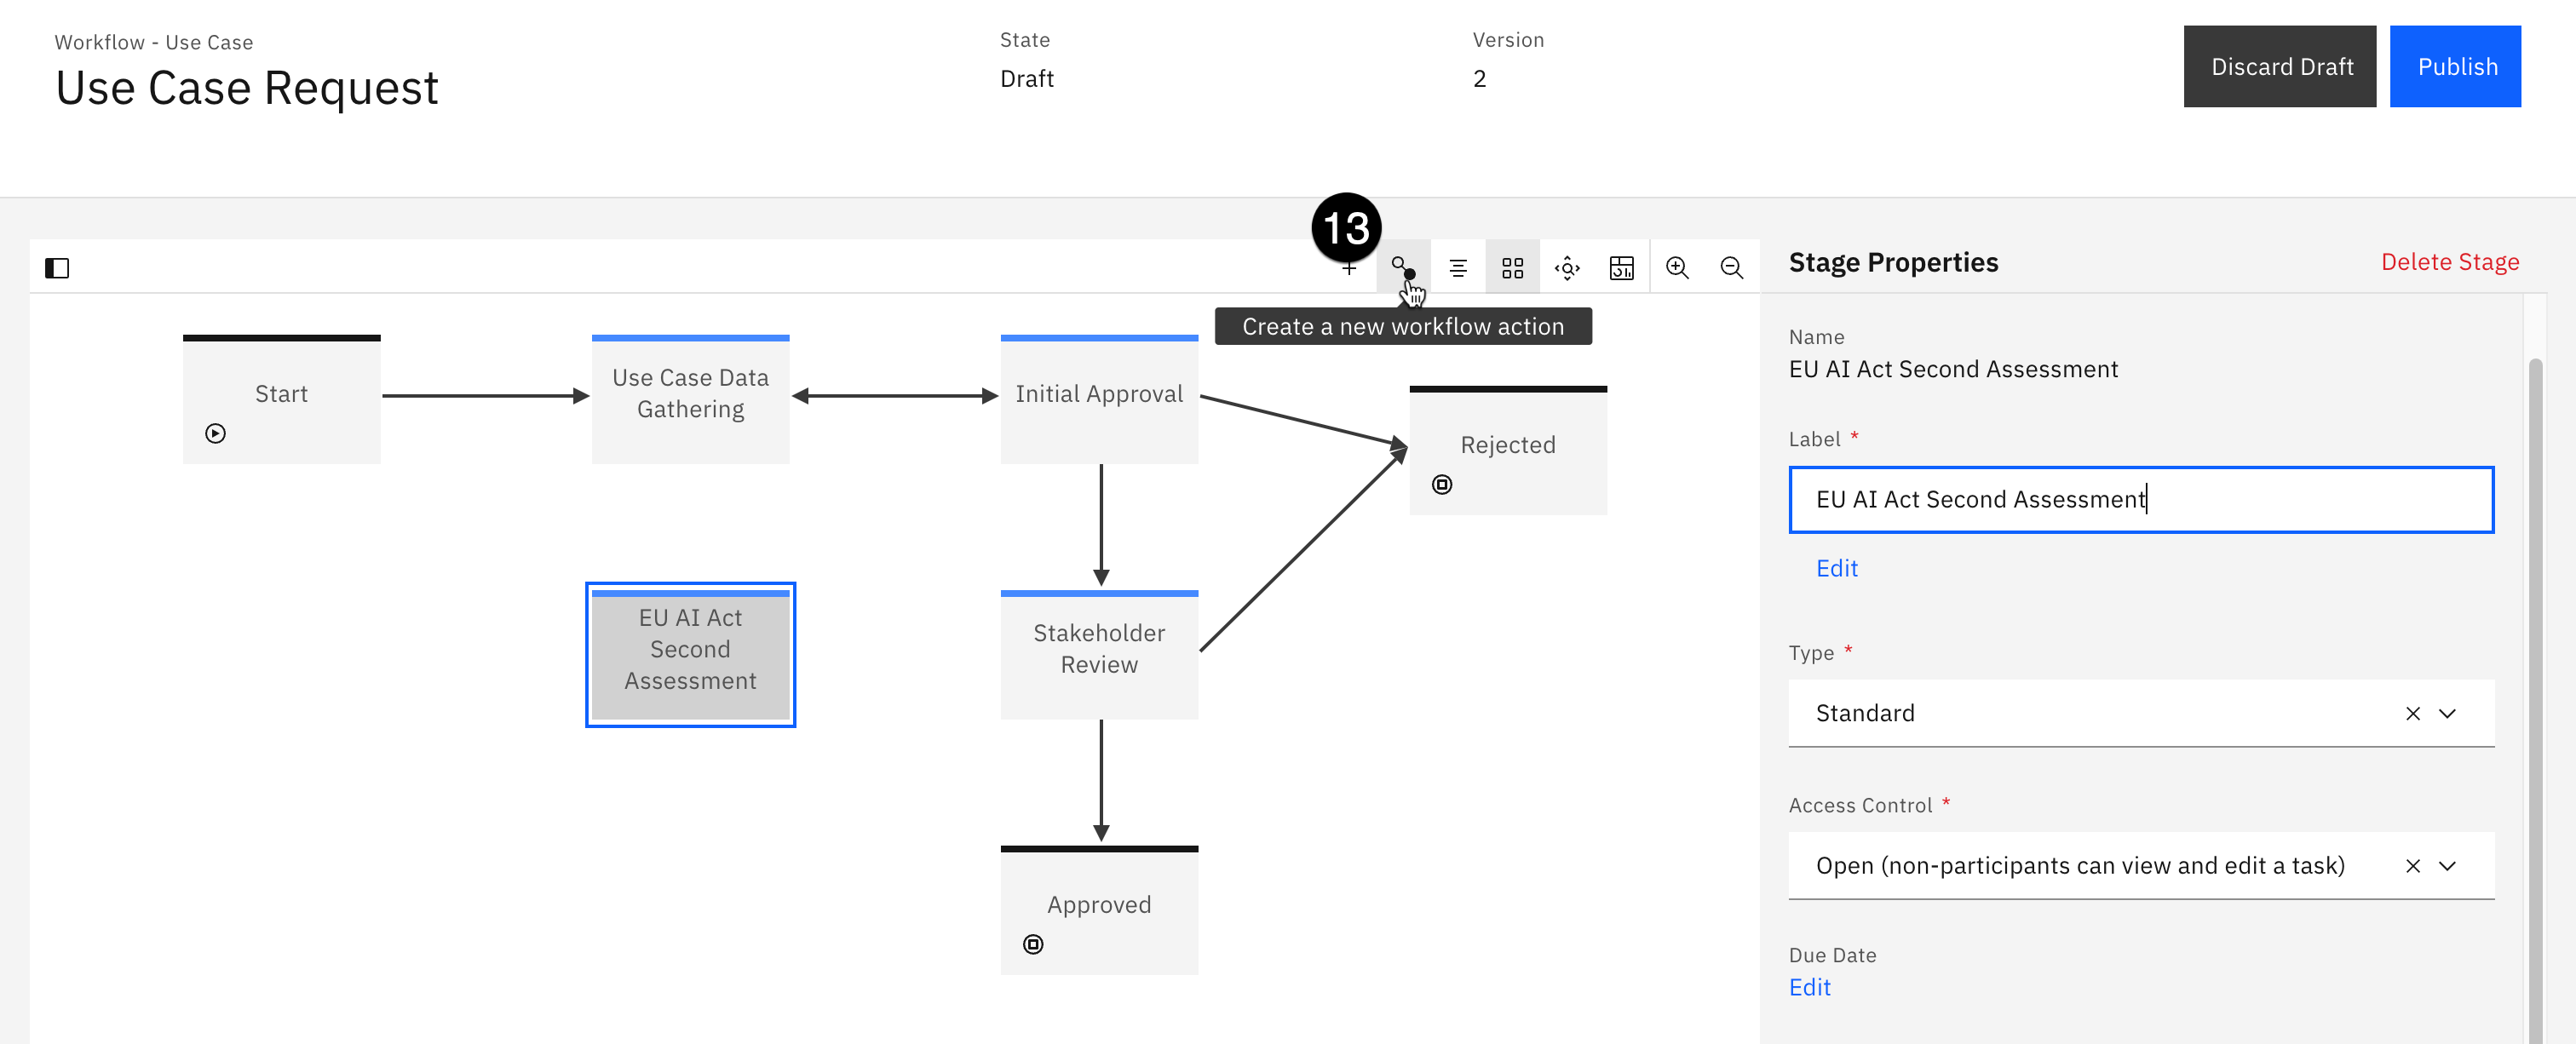 Workflow - Use Case
Use Case Request
State
Draft
Version
2
Discard Draft
Publish
13
Create a new workflow action
Start
Use Case Data
Gathering
Initial Approval
Rejected
EU AI Act
Second
Assessment
Stakeholder
Review
Approved
Stage Properties
Delete Stage
Name
EU AI Act Second Assessment
Label *
EU AI Act Second Assessment
Edit
Type *
Standard
Access Control *
Open (non-participants can view and edit a task)
Due Date
Edit